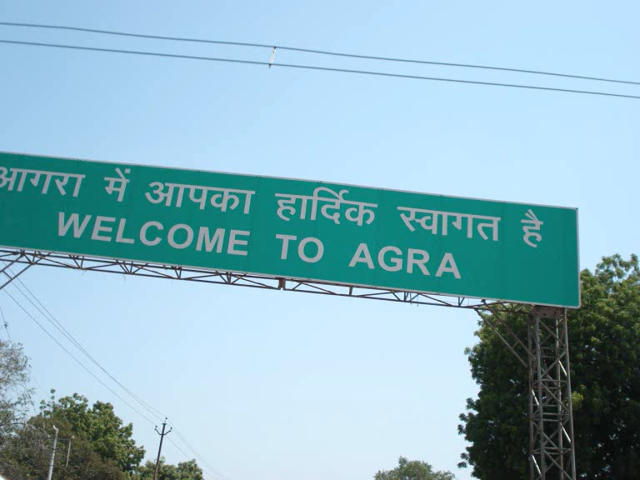 आगरा में आपका हार्दिक स्वागत है
WELCOME TO AGRA